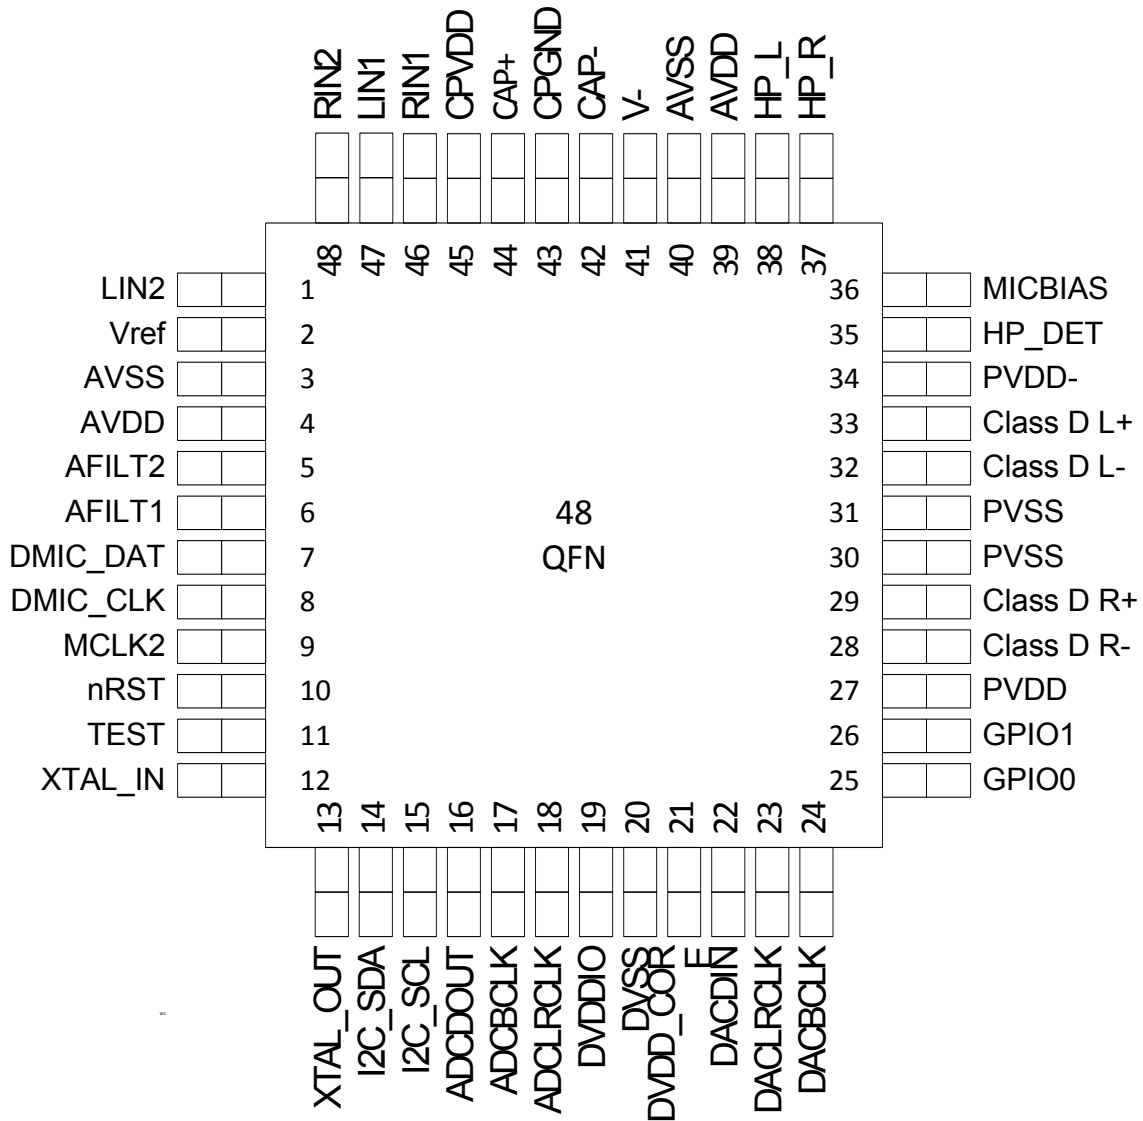 RIN2
LIN1
RIN1
CPVDD
CAP+
CPGND
CAP-
V-
AVSS
AVDD
HP_L
HP_R
48
47
46
45
44
43
42
41
40
39
38
37
LIN2 1
Vref 2
AVSS 3
AVDD 4
AFILT2 5
AFILT1 6
DMIC_DAT 7
DMIC_CLK 8
MCLK2 9
nRST 10
TEST 11
XTAL_IN 12
48
QFN
36 MICBIAS
35 HP_DET
34 PVDD-
33 Class D L+
32 Class D L-
31 PVSS
30 PVSS
29 Class D R+
28 Class D R-
27 PVDD
26 GPIO1
25 GPIO0
13
14
15
16
17
18
19
20
21
22
23
24
XTAL_OUT
I2C_SDA
I2C_SCL
ADCDOUT
ADCBCLK
ADCLRCLK
DVDDIO
DVSS
DVDD_COR
E
DACDIN
DACLRCLK
DACBCLK